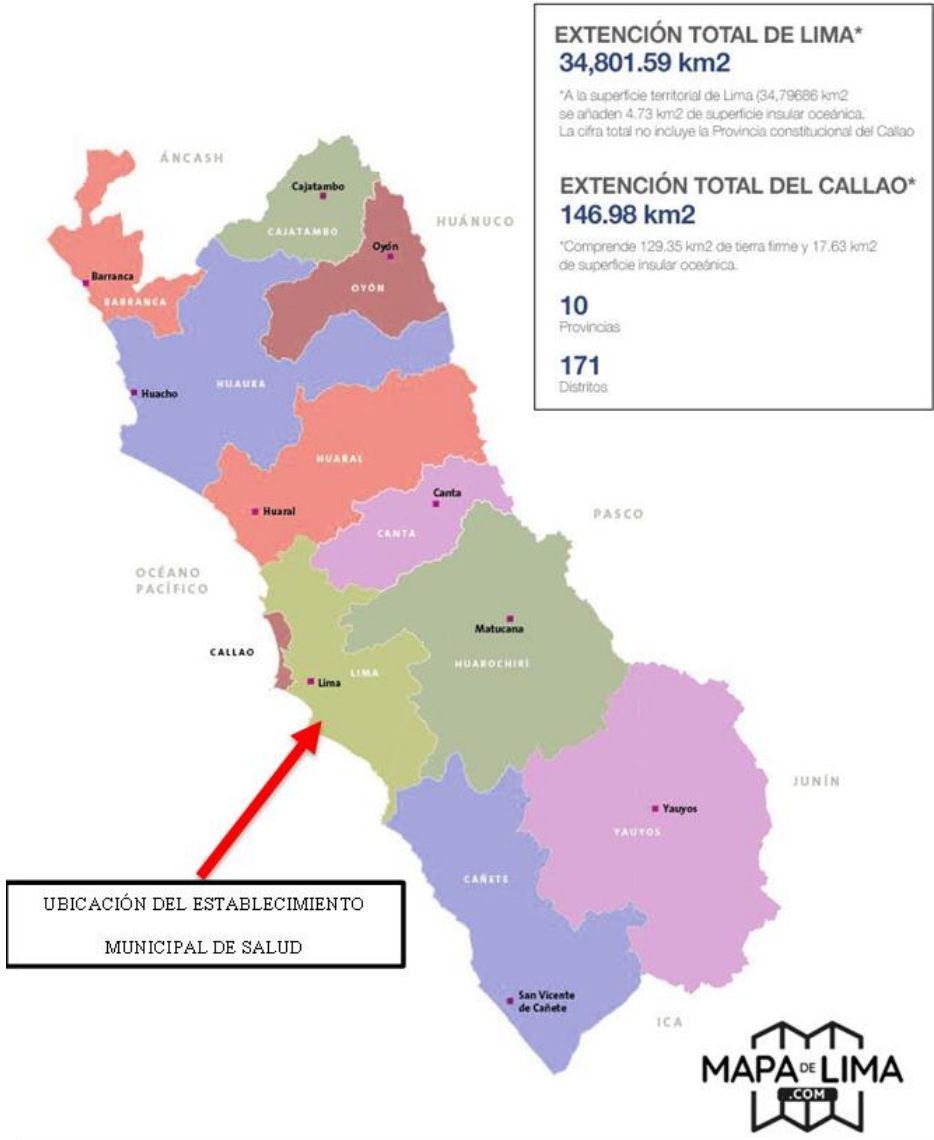 EXTENCIÓN TOTAL DE LIMA*
34,801.59 km2
*A la superficie territorial de Lima (34,79686 km2
se añaden 4.73 km2 de superficie insular oceánica.
La cifra total no incluye la Provincia constitucional del Callao
EXTENCIÓN TOTAL DEL CALLAO*
146.98 km2
*Comprende 129.35 km2 de tierra firme y 17.63 km2
de superficie insular oceánica.
10
Provincias
171
Distritos
ÁNCASH
Cajatambo
CAJATAMBO
HUÁNUCO
Oyón
OYÓN
Barranca
BARRANCA
HUAURA
Huacho
HUARAL
Huaral
Canta
CANTA
PASCO
OCÉANO
PACÍFICO
Matucana
HUAROCHIRÍ
CALLAO
LIMA
Lima
JUNÍN
Yauyos
YAUYOS
CAÑETE
UBICACIÓN DEL ESTABLECIMIENTO
MUNICIPAL DE SALUD
San Vicente
de Cañete
ICA
MAPA DE LIMA
.COM